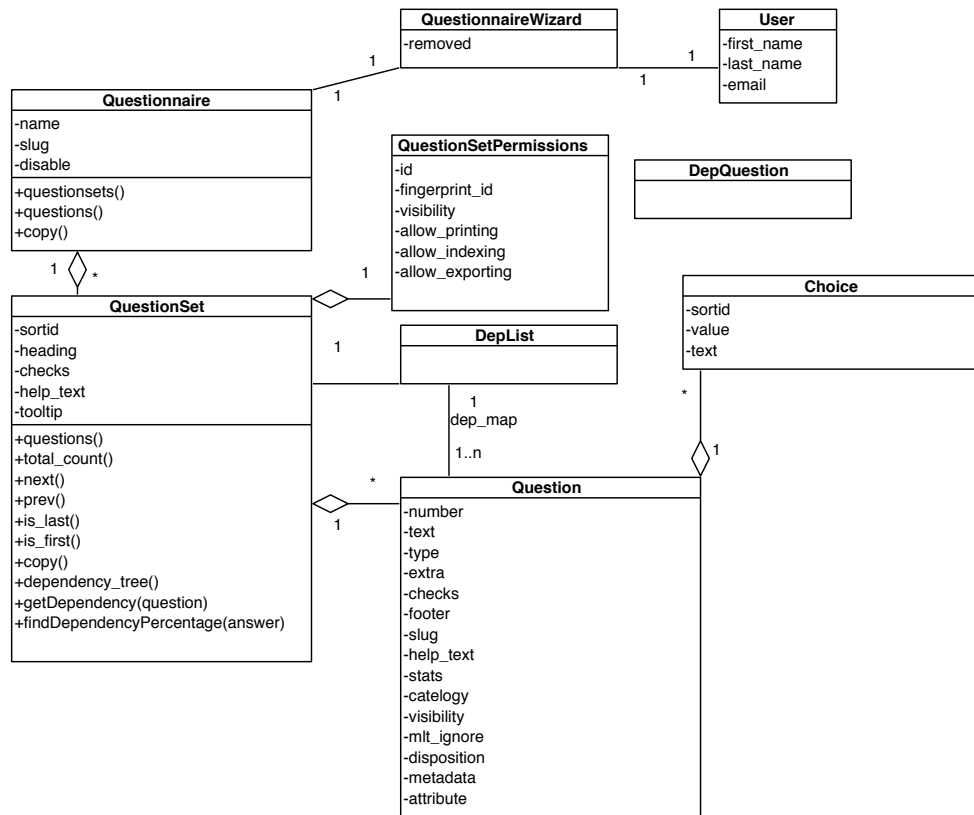 QuestionnaireWizard
-removed
User
-first_name
-last_name
-email
1
1
1
1
Questionnaire
-name
-slug
-disable
+questionsets()
+questions()
+copy()
QuestionSetPermissions
-id
-fingerprint_id
-visibility
-allow_printing
-allow_indexing
-allow_exporting
DepQuestion
1
*
1
QuestionSet
-sortid
-heading
-checks
-help_text
-tooltip
+questions()
+total_count()
+next()
+prev()
+is_last()
+is_first()
+copy()
+dependency_tree()
+getDependency(question)
+findDependencyPercentage(answer)
Choice
-sortid
-value
-text
1
DepList
1
dep_map
1..n
*
1
*
1
Question
-number
-text
-type
-extra
-checks
-footer
-slug
-help_text
-stats
-catelogy
-visibility
-mlt_ignore
-disposition
-metadata
-attribute